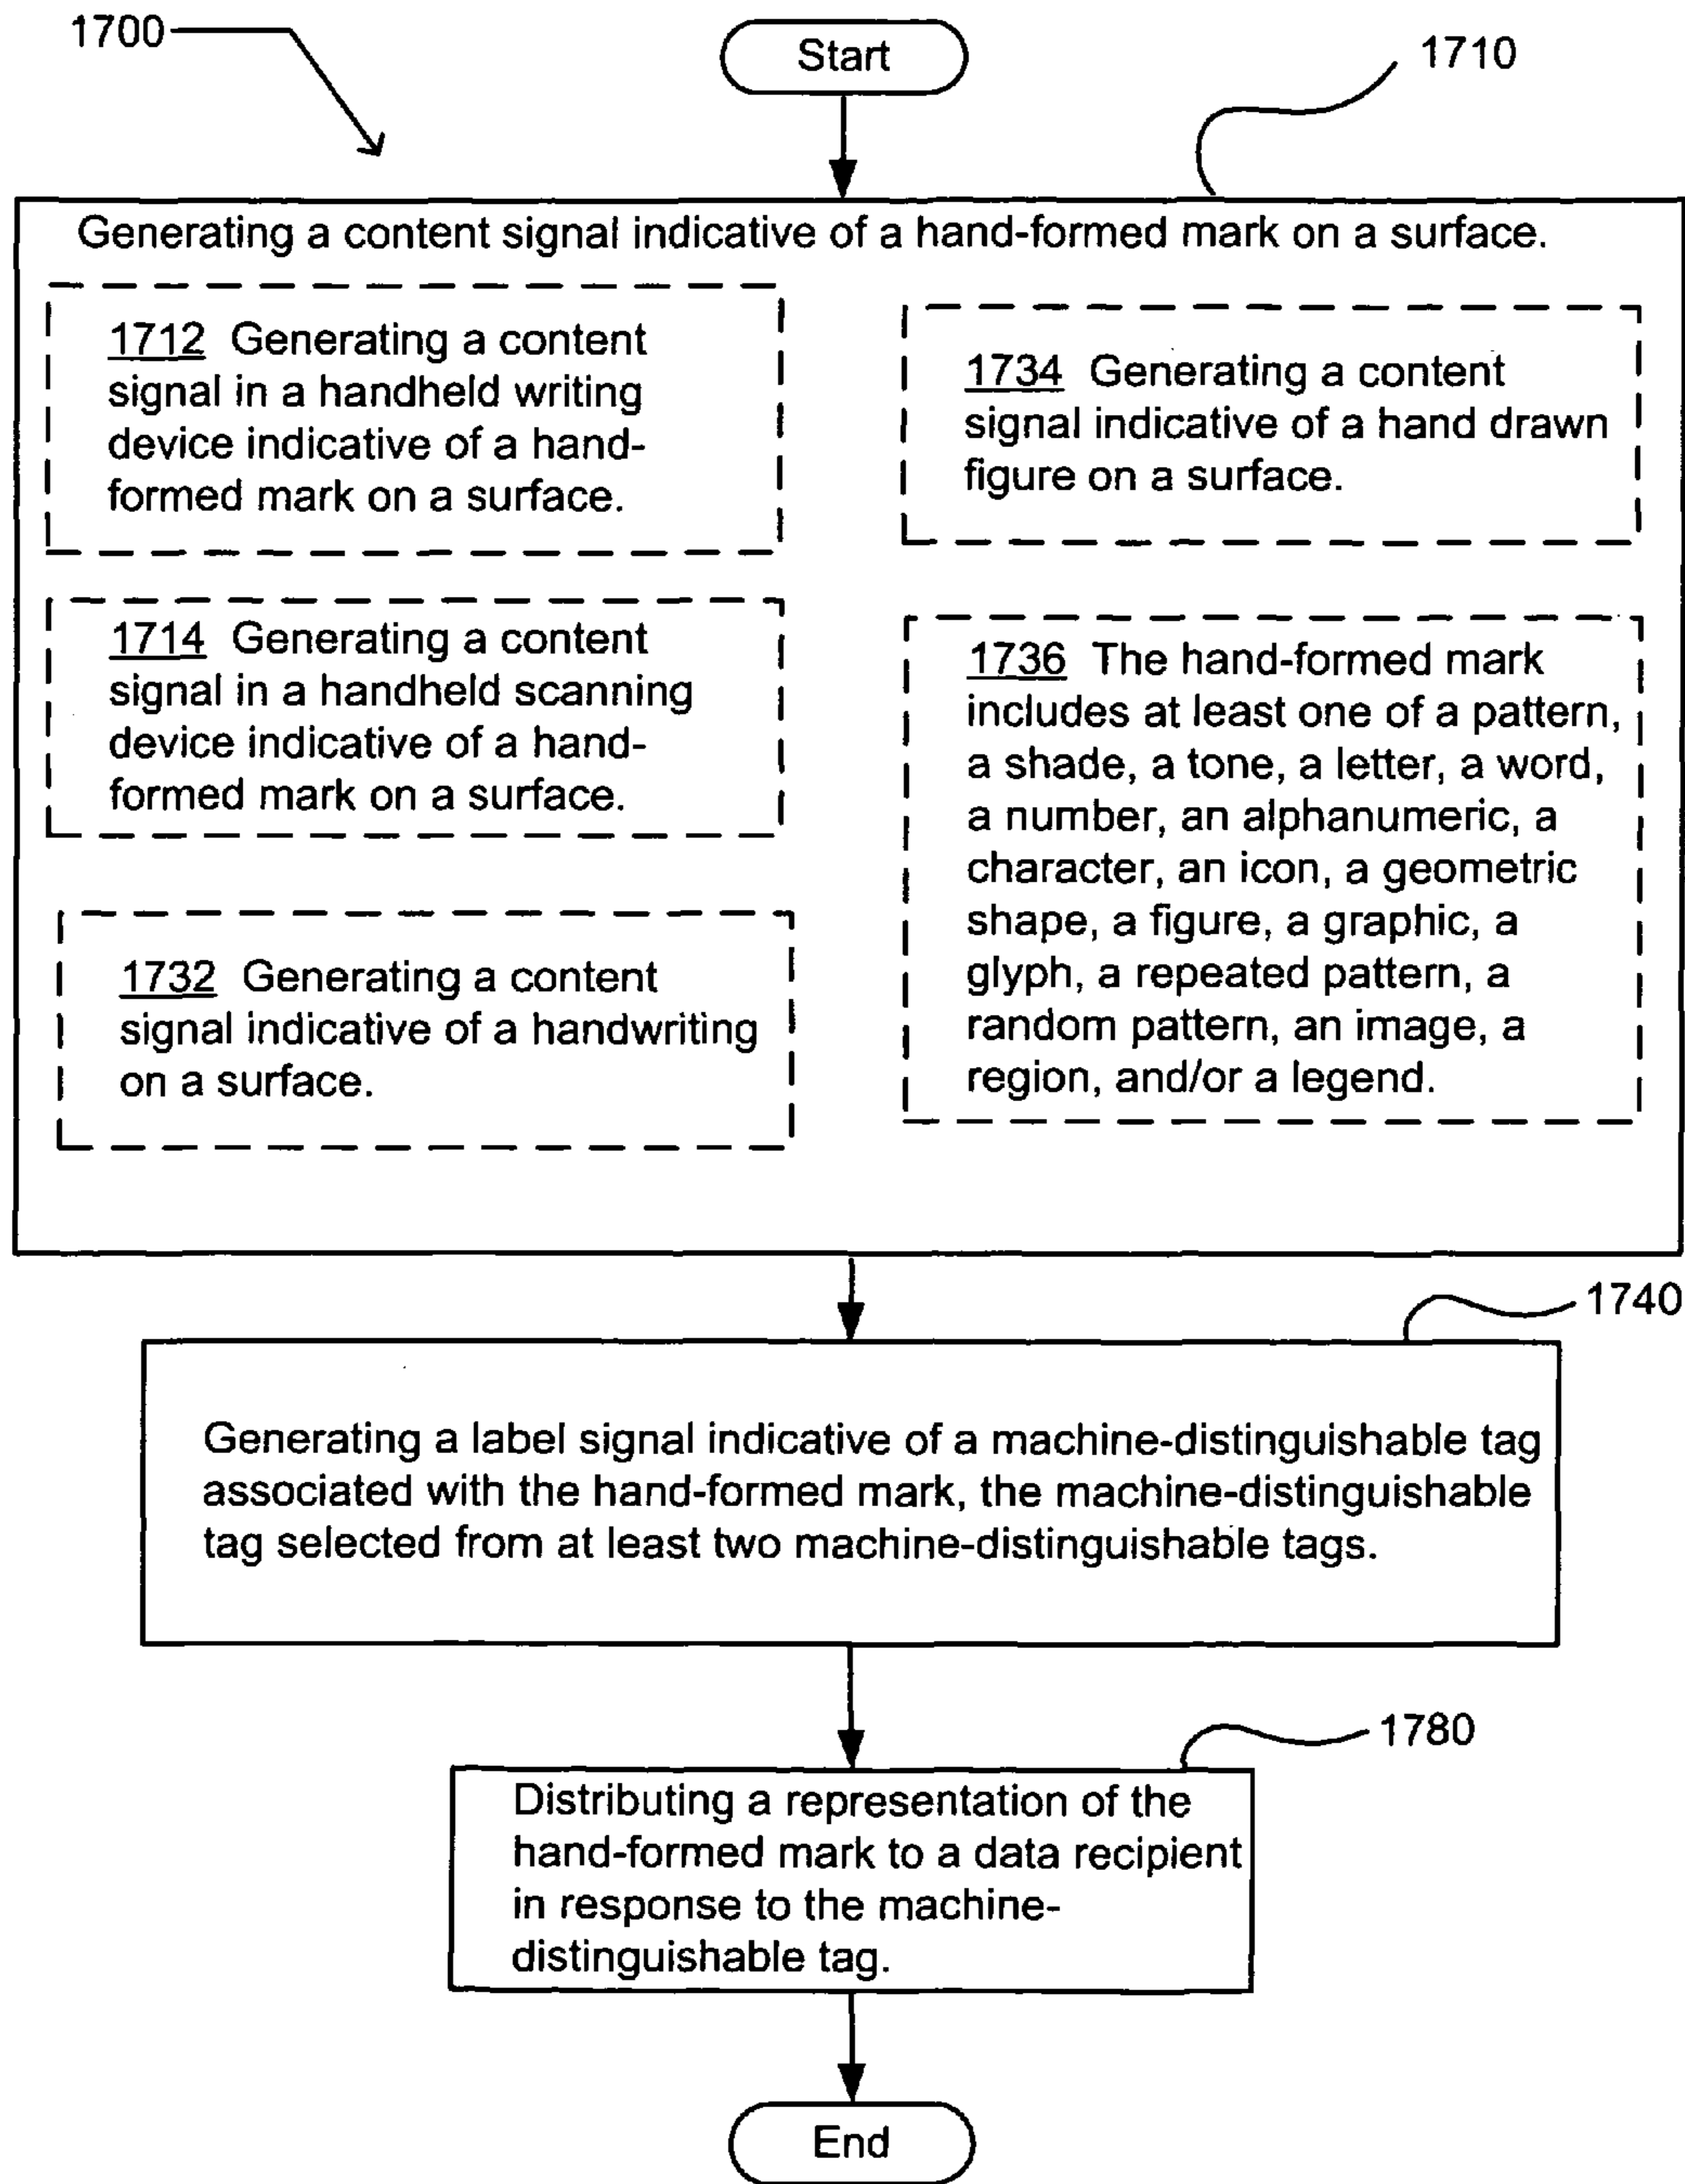 1700
Start
1710
Generating a content signal indicative of a hand-formed mark on a surface.
1712 Generating a content
signal in a handheld writing
device indicative of a hand-
formed mark on a surface.
1714 Generating a content
signal in a handheld scanning
device indicative of a hand-
formed mark on a surface.
1732 Generating a content
signal indicative of a handwriting
on a surface.
1734 Generating a content
signal indicative of a hand drawn
figure on a surface.
1736 The hand-formed mark
includes at least one of a pattern,
a shade, a tone, a letter, a word,
a number, an alphanumeric, a
character, an icon, a geometric
shape, a figure, a graphic, a
glyph, a repeated pattern, a
random pattern, an image, a
region, and/or a legend.
1740
Generating a label signal indicative of a machine-distinguishable tag
associated with the hand-formed mark, the machine-distinguishable
tag selected from at least two machine-distinguishable tags.
1780
Distributing a representation of the
hand-formed mark to a data recipient
in response to the machine-
distinguishable tag.
End